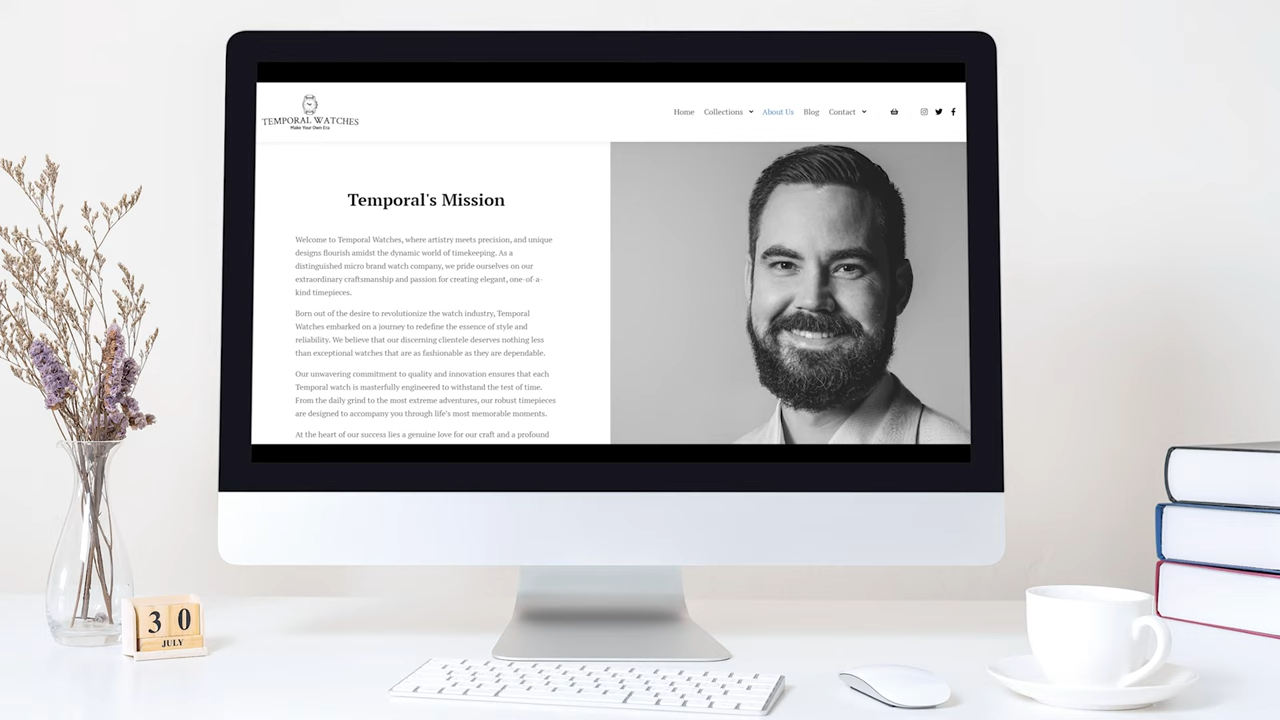 TEMPORAL WATCHES
Make Your Own Era
Home Collections About Us Blog Contact
Temporal's Mission
Welcome to Temporal Watches, where artistry meets precision, and unique
designs flourish amidst the dynamic world of timekeeping. As a
distinguished micro brand watch company, we pride ourselves on our
extraordinary craftsmanship and passion for creating elegant, one-of-a-
kind timepieces.
Born out of the desire to revolutionize the watch industry, Temporal
Watches embarked on a journey to redefine the essence of style and
reliability. We believe that our discerning clientele deserves nothing less
than exceptional watches that are as fashionable as they are dependable.
Our unwavering commitment to quality and innovation ensures that each
Temporal watch is masterfully engineered to withstand the test of time.
From the daily grind to the most extreme adventures, our robust timepieces
are designed to accompany you through life's most memorable moments.
At the heart of our success lies a genuine love for our craft and a profound
30
JULY